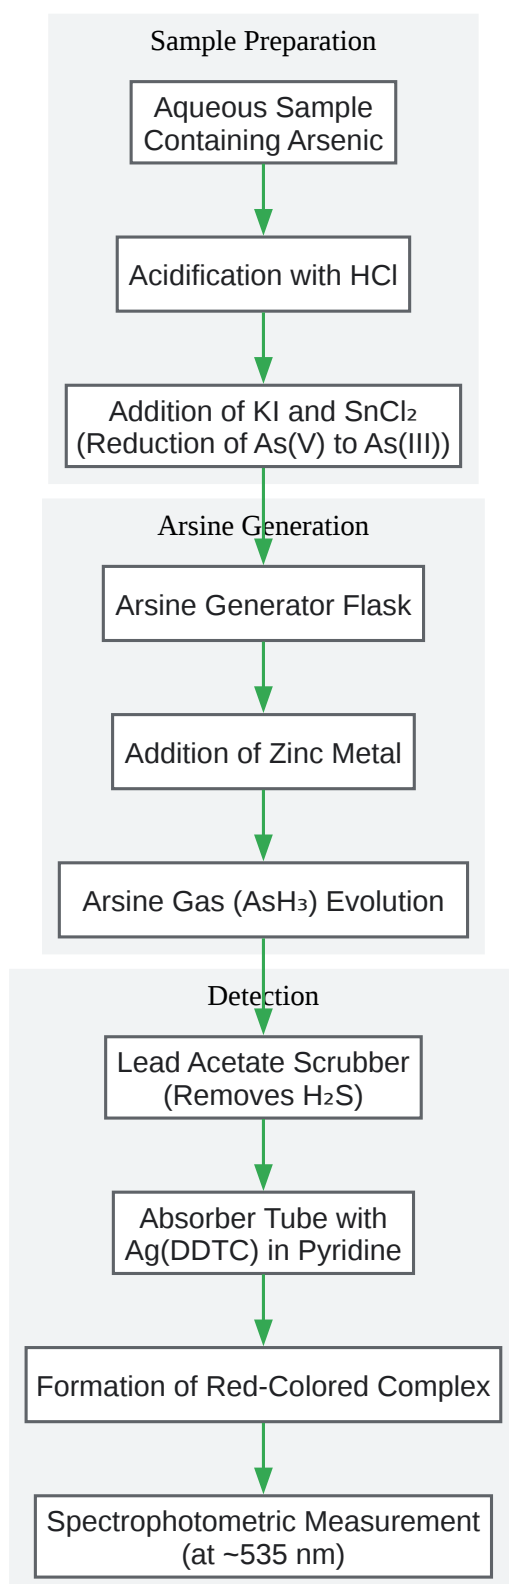 Sample Preparation
Aqueous Sample
Containing Arsenic
Acidification with HCl
Addition of KI and SnCl₂
(Reduction of As(V) to As(III))
Arsine Generation
Arsine Generator Flask
Addition of Zinc Metal
Arsine Gas (AsH₃) Evolution
Detection
Lead Acetate Scrubber
(Removes H₂S)
Absorber Tube with
Ag(DDTC) in Pyridine
Formation of Red-Colored Complex
Spectrophotometric Measurement
(at ~535 nm)